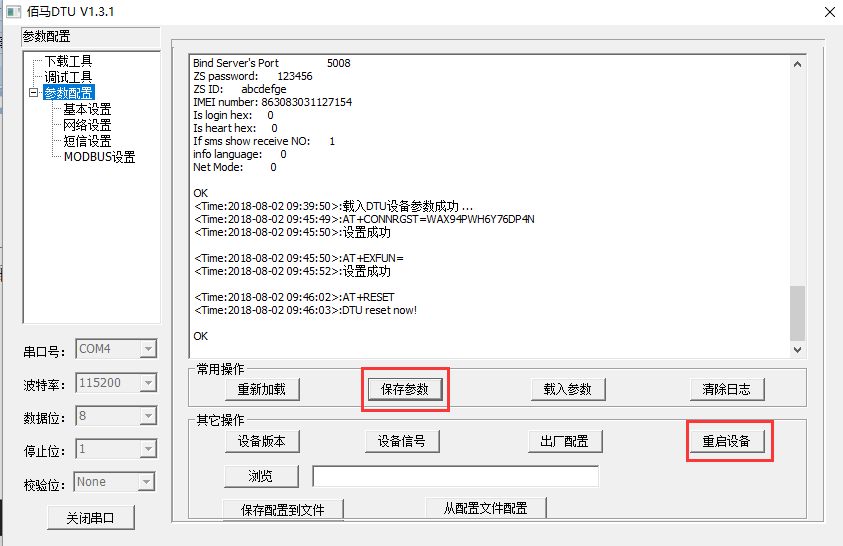 佰马DTU V1.3.1
参数配置
下载工具
调试工具
参数配置
基本设置
网络设置
短信设置
MODBUS设置
Bind Server's Port 5008
ZS password: 123456
ZS ID: abcdefge
IMEI number: 863083031127154
Is login hex: 0
Is heart hex: 0
If sms show receive NO: 1
info language: 0
Net Mode: 0
OK
<Time:2018-08-02 09:39:50>:载入DTU设备参数成功 ...
<Time:2018-08-02 09:45:49>:AT+CONNRGST=WAX94PWH6Y76DP4N
<Time:2018-08-02 09:45:50>:设置成功
<Time:2018-08-02 09:45:50>:AT+EXFUN=
<Time:2018-08-02 09:45:52>:设置成功
<Time:2018-08-02 09:46:02>:AT+RESET
<Time:2018-08-02 09:46:03>:DTU reset now!
OK
串口号: COM4
波特率: 115200
数据位: 8
停止位: 1
校验位: None
关闭串口
常用操作
重新加载 保存参数 载入参数 清除日志
其它操作
设备版本 设备信号 出厂配置 重启设备
浏览
保存配置到文件 从配置文件配置